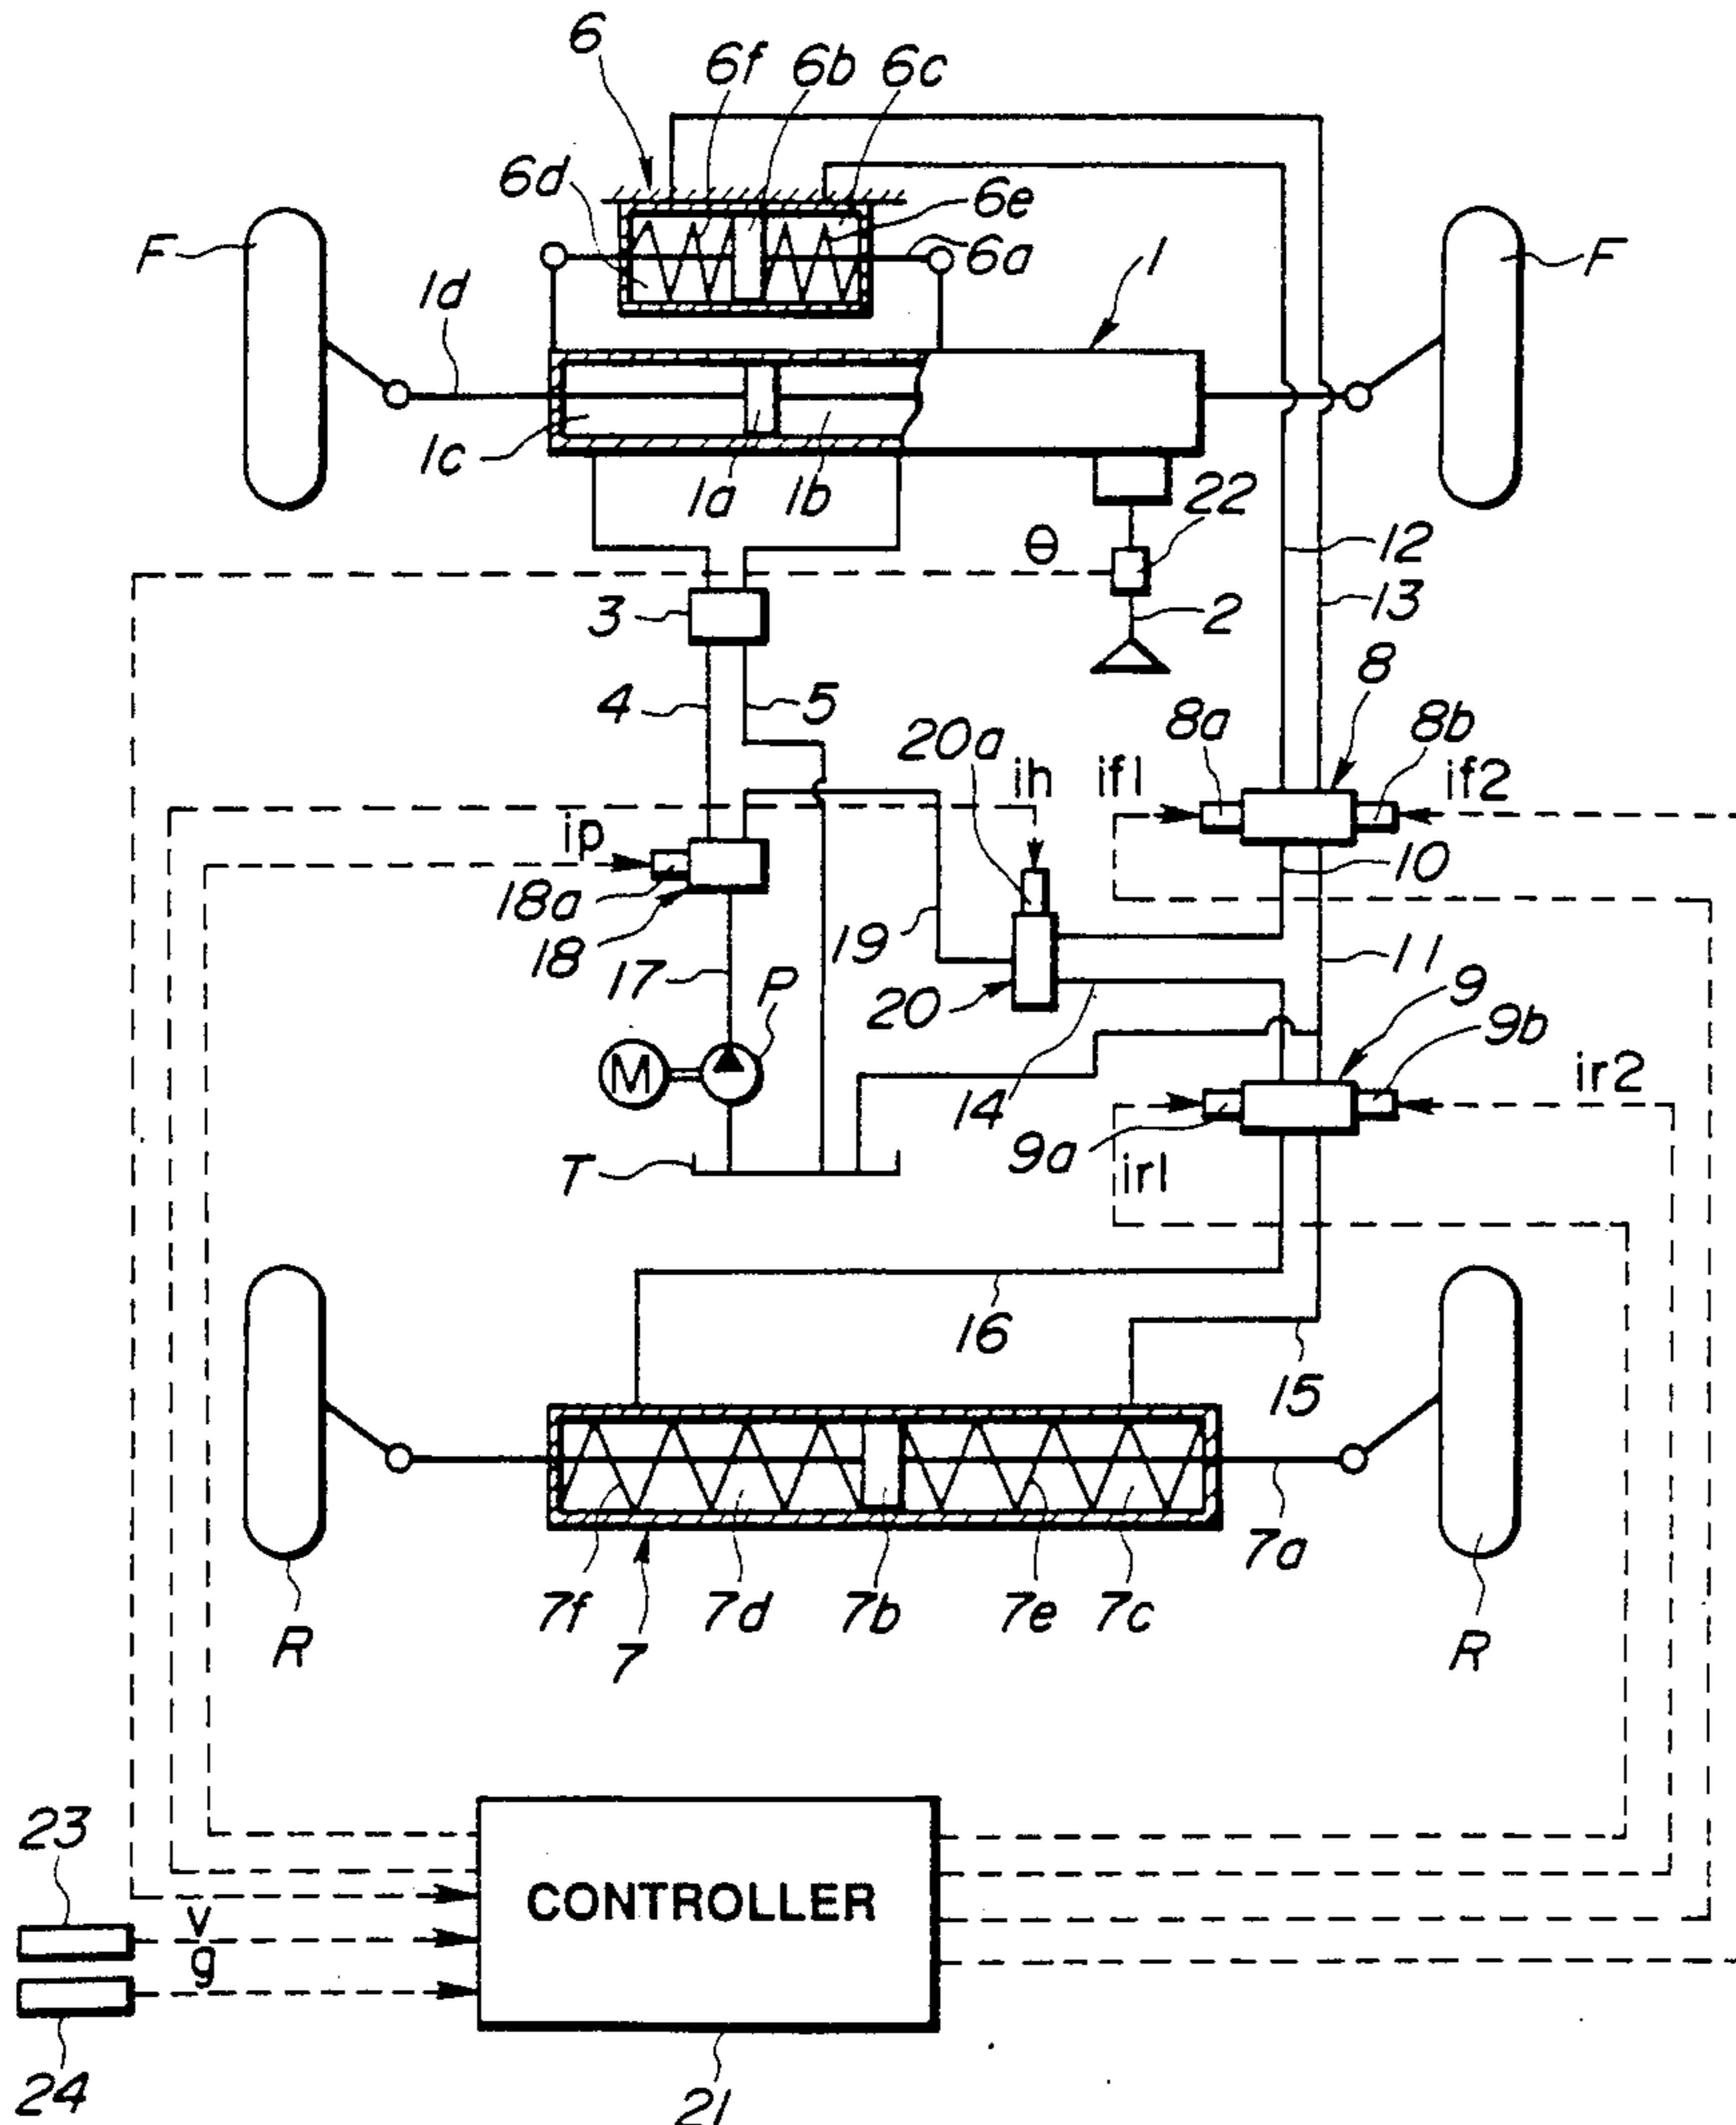 6
6f 6b 6c
6d
6e
6a
F
F
1d
1
1c
1a
1b
22
θ
12
3
2
13
4
5
8
20a
8a
8b
ih
if1
if2
ip
18a
10
18
19
11
17
P
20
9
9b
M
14
ir2
9a
T
ir1
16
15
7a
7f
7d
7b
7e
7c
R
7
R
23
CONTROLLER
v
g
24
21